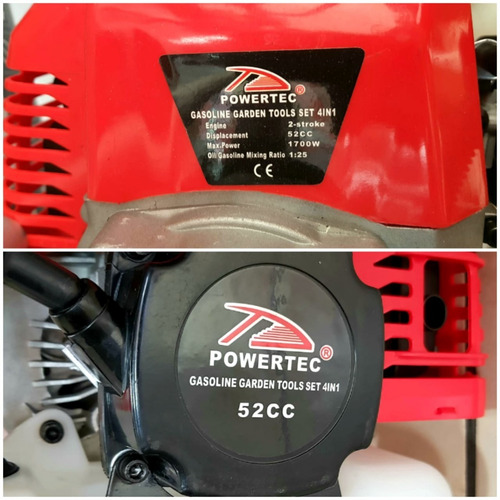 POWERTEC ®
GASOLINE GARDEN TOOLS SET 4IN1
Engine 2-stroke
Displacement 52CC
Max.Power 1700W
Oil Gasoline Mixing Ratio 1:25
CE
POWERTEC ®
GASOLINE GARDEN TOOLS SET 4IN1
52CC